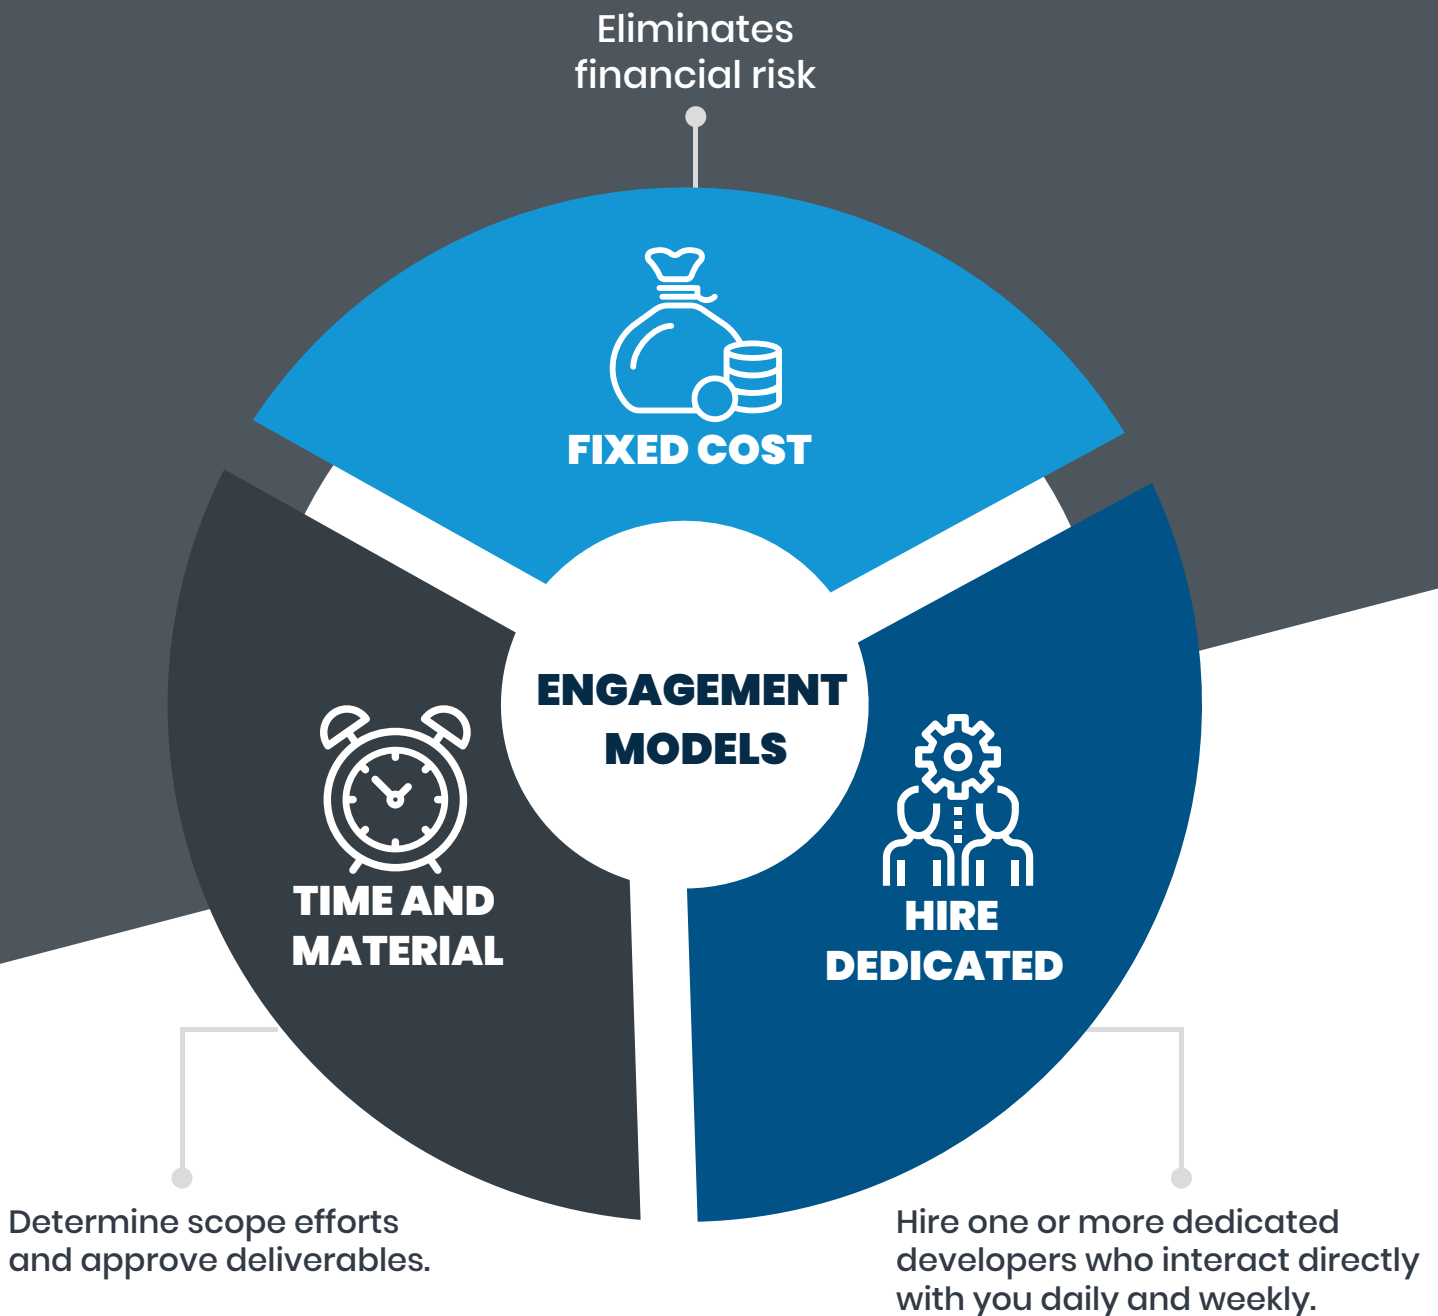 Eliminates
financial risk
FIXED COST
ENGAGEMENT
MODELS
TIME AND
MATERIAL
HIRE
DEDICATED
Determine scope efforts
and approve deliverables.
Hire one or more dedicated
developers who interact directly
with you daily and weekly.